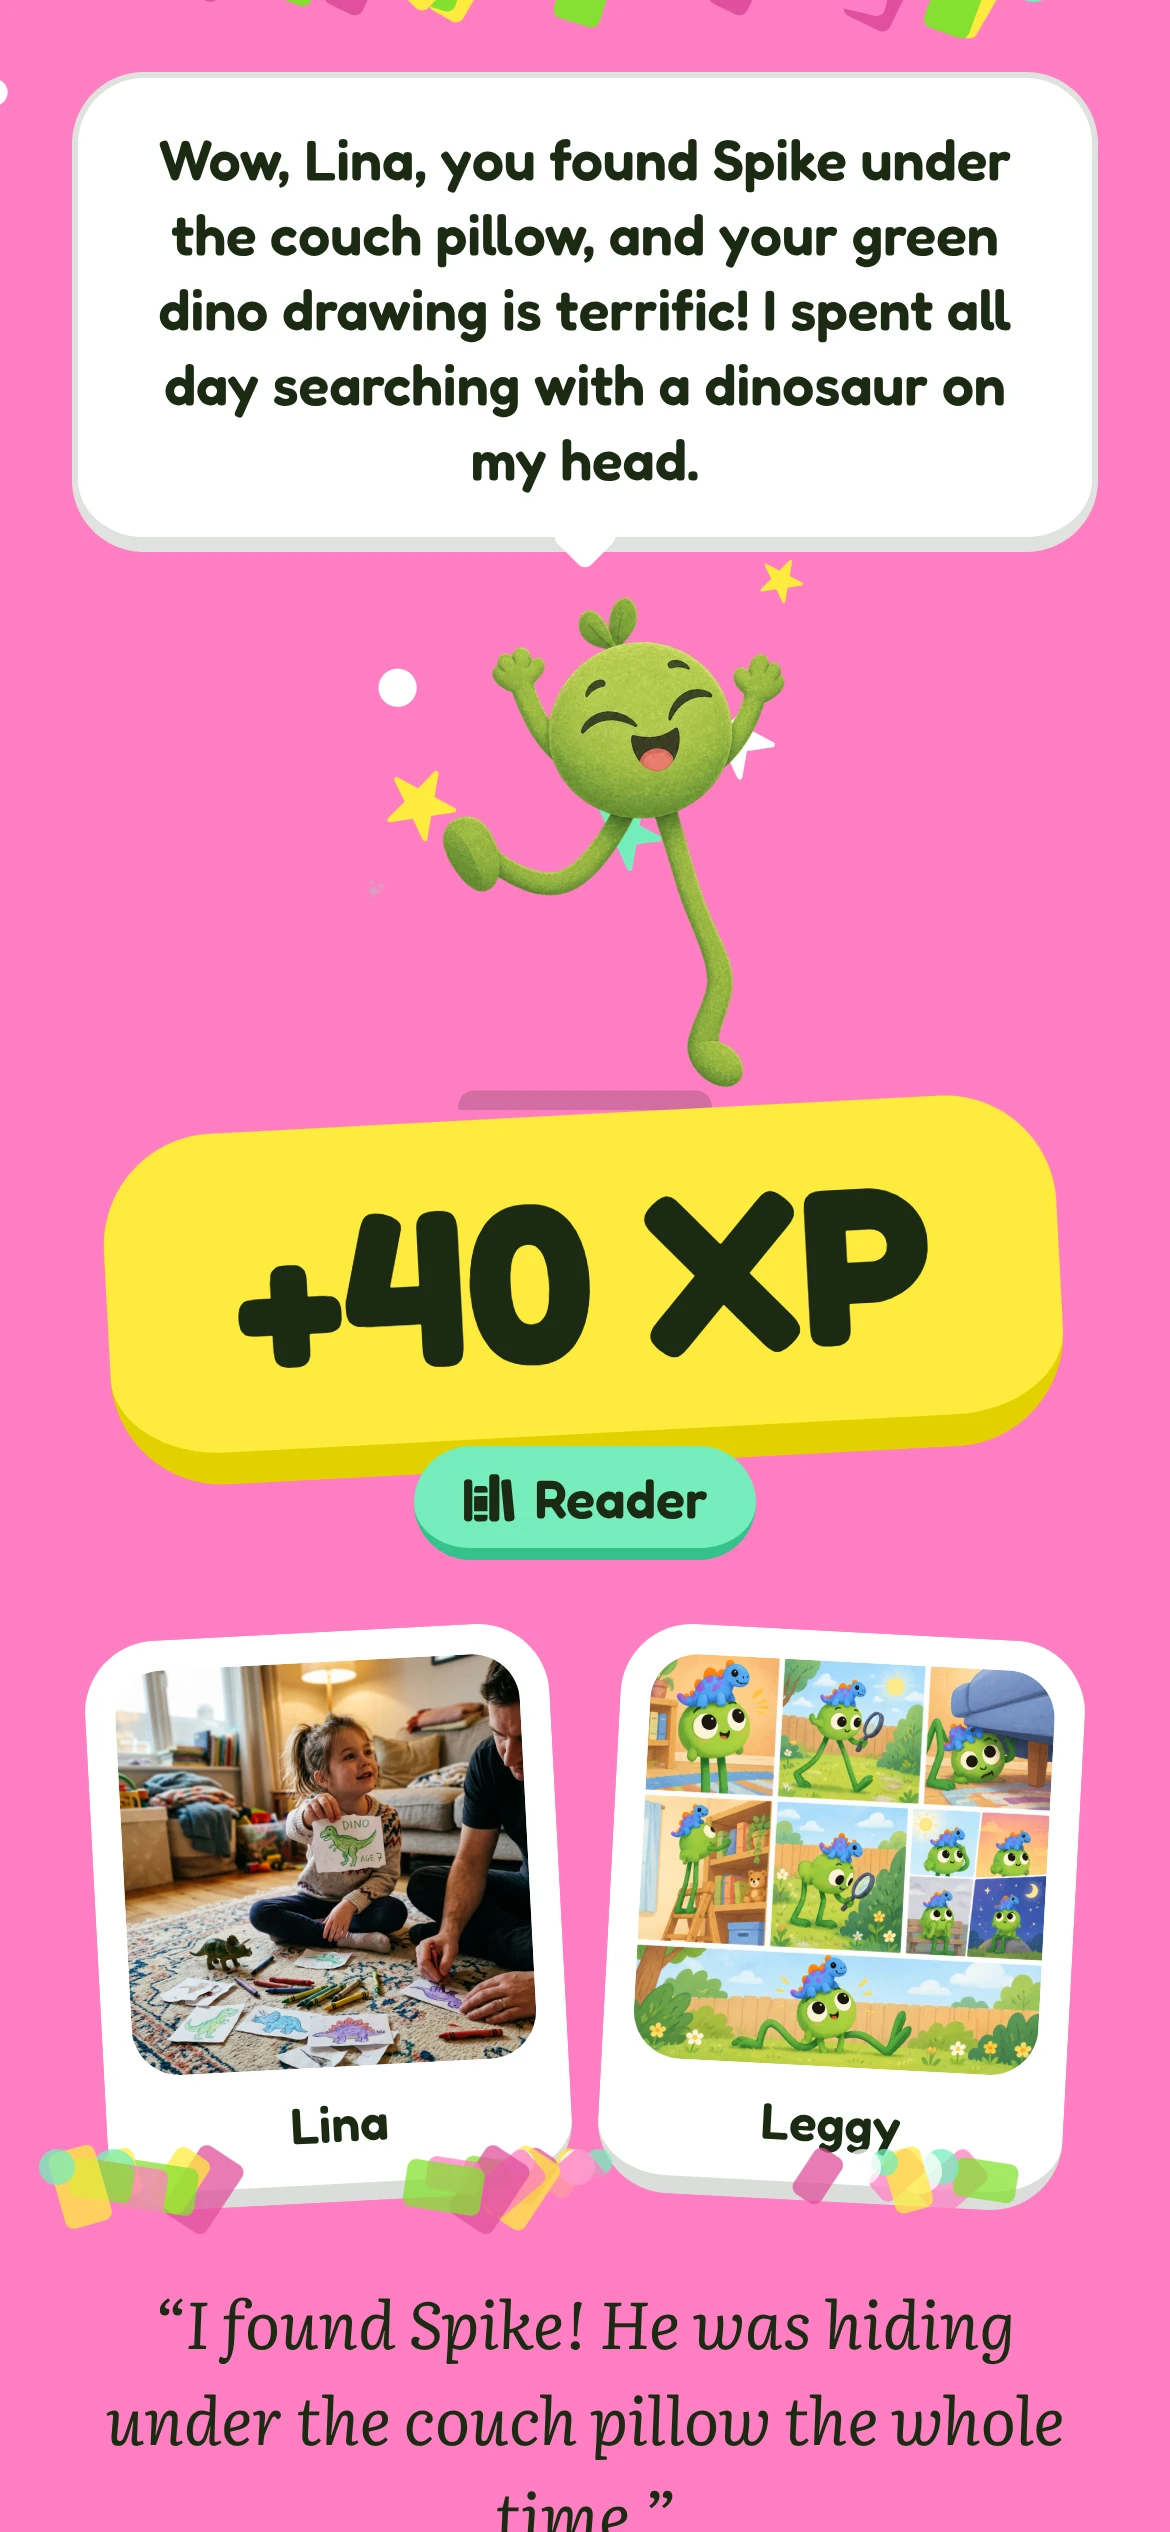 Wow, Lina, you found Spike under
the couch pillow, and your green
dino drawing is terrific! I spent all
day searching with a dinosaur on
my head.
+40 XP
Reader
DINO
AGE 7
Lina
Leggy
“I found Spike! He was hiding
under the couch pillow the whole
time.”